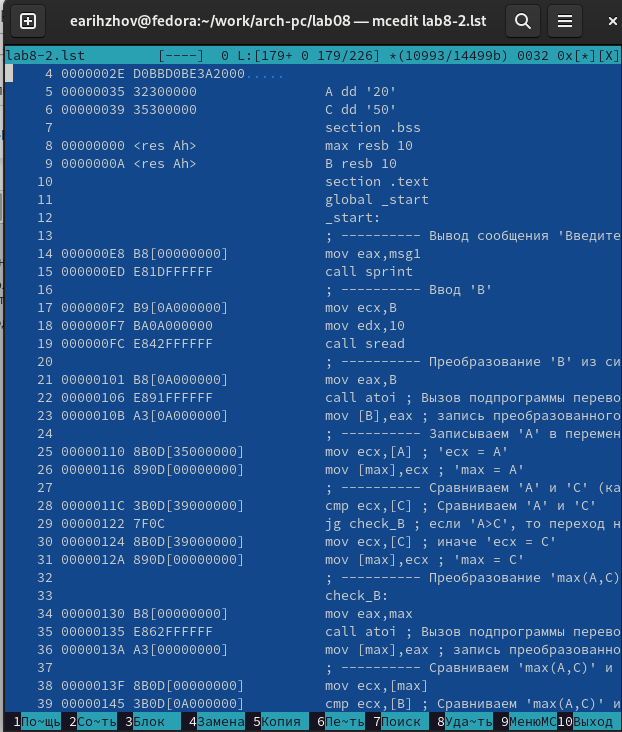 earihzhov@fedora:~/work/arch-pc/lab08 — mcedit lab8-2.lst
lab8-2.lst [----] 0 L:[179+ 0 179/226] *(10993/14499b) 0032 0x[*][X]
4 0000002E D0BBD0BE3A2000.....
5 00000035 32300000 A dd '20'
6 00000039 35300000 C dd '50'
7 section .bss
8 00000000 <res Ah> max resb 10
9 0000000A <res Ah> B resb 10
10 section .text
11 global _start
12 _start:
13 ; ---------- Вывод сообщения 'Введите
14 000000E8 B8[00000000] mov eax,msg1
15 000000ED E81DFFFFFF call sprint
16 ; ---------- Ввод 'B'
17 000000F2 B9[0A000000] mov ecx,B
18 000000F7 BA0A000000 mov edx,10
19 000000FC E842FFFFFF call sread
20 ; ---------- Преобразование 'B' из си
21 00000101 B8[0A000000] mov eax,B
22 00000106 E891FFFFFF call atoi ; Вызов подпрограммы перево
23 0000010B A3[0A000000] mov [B],eax ; запись преобразованного
24 ; ---------- Записываем 'A' в перемен
25 00000110 8B0D[35000000] mov ecx,[A] ; 'ecx = A'
26 00000116 890D[00000000] mov [max],ecx ; 'max = A'
27 ; ---------- Сравниваем 'A' и 'C' (ка
28 0000011C 3B0D[39000000] cmp ecx,[C] ; Сравниваем 'A' и 'C'
29 00000122 7F0C jg check_B ; если 'A>C', то переход н
30 00000124 8B0D[39000000] mov ecx,[C] ; иначе 'ecx = C'
31 0000012A 890D[00000000] mov [max],ecx ; 'max = C'
32 ; ---------- Преобразование 'max(A,C)
33 check_B:
34 00000130 B8[00000000] mov eax,max
35 00000135 E862FFFFFF call atoi ; Вызов подпрограммы перево
36 0000013A A3[00000000] mov [max],eax ; запись преобразованно
37 ; ---------- Сравниваем 'max(A,C)' и
38 0000013F 8B0D[00000000] mov ecx,[max]
39 00000145 3B0D[0A000000] cmp ecx,[B] ; Сравниваем 'max(A,C)' и
1По~щь 2Со~ть 3Блок 4Замена 5Копия 6Пе~ть 7Поиск 8Уда~ть 9МенюMC 10Выход